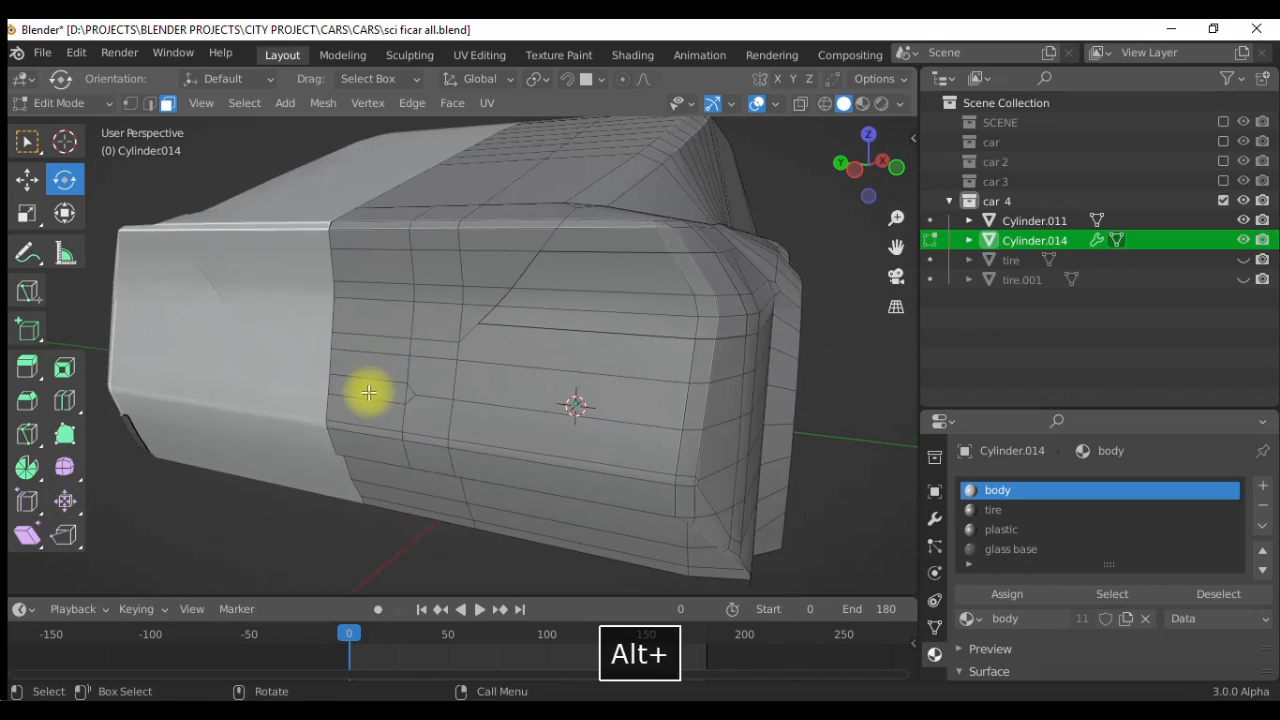 Blender* [D:\PROJECTS\BLENDER PROJECTS\CITY PROJECT\CARS\CARS\sci ficar all.blend]
File Edit Render Window Help Layout Modeling Sculpting UV Editing Texture Paint Shading Animation Rendering Compositing Scene View Layer
Orientation: Default Drag: Select Box Global X Y Z Options
Edit Mode View Select Add Mesh Vertex Edge Face UV
Scene Collection
SCENE
car
car 2
car 3
car 4
Cylinder.011
Cylinder.014
tire
tire.001
User Perspective
(0) Cylinder.014
Z
Y X
Cylinder.014 body
body
tire
plastic
glass base
Assign Select Deselect
body 11 Data
Preview
Surface
Playback Keying View Marker 0 Start 0 End 180
-150 -100 -50 0 50 100 150 200 250
Alt+
Select Box Select Rotate Call Menu 3.0.0 Alpha